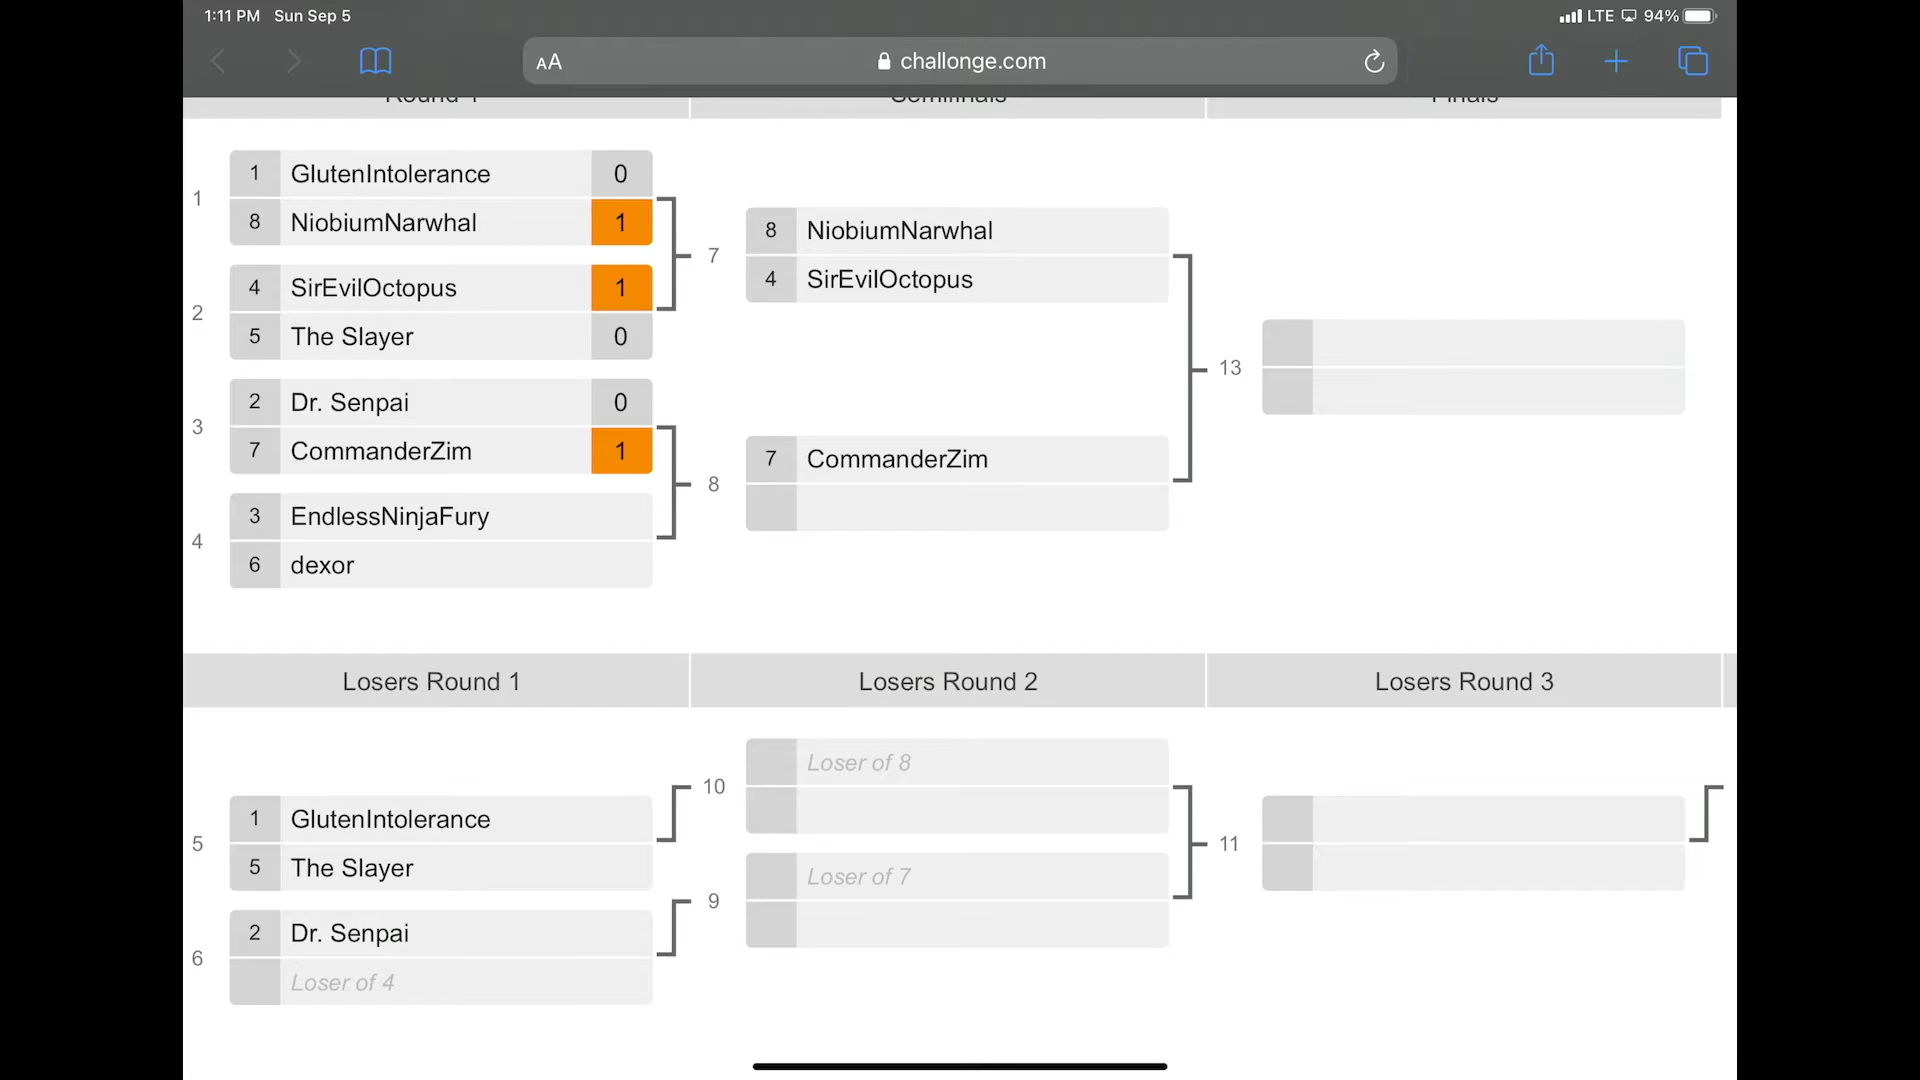 1:11 PM Sun Sep 5
LTE 94%
AA challonge.com
Round 1 Semifinals Finals
1
1 GlutenIntolerance 0
8 NiobiumNarwhal 1
2
4 SirEvilOctopus 1
5 The Slayer 0
3
2 Dr. Senpai 0
7 CommanderZim 1
4
3 EndlessNinjaFury
6 dexor
7
8 NiobiumNarwhal
4 SirEvilOctopus
8
7 CommanderZim
13
Losers Round 1 Losers Round 2 Losers Round 3
5
1 GlutenIntolerance
5 The Slayer
6
2 Dr. Senpai
Loser of 4
10
Loser of 8
9
Loser of 7
11